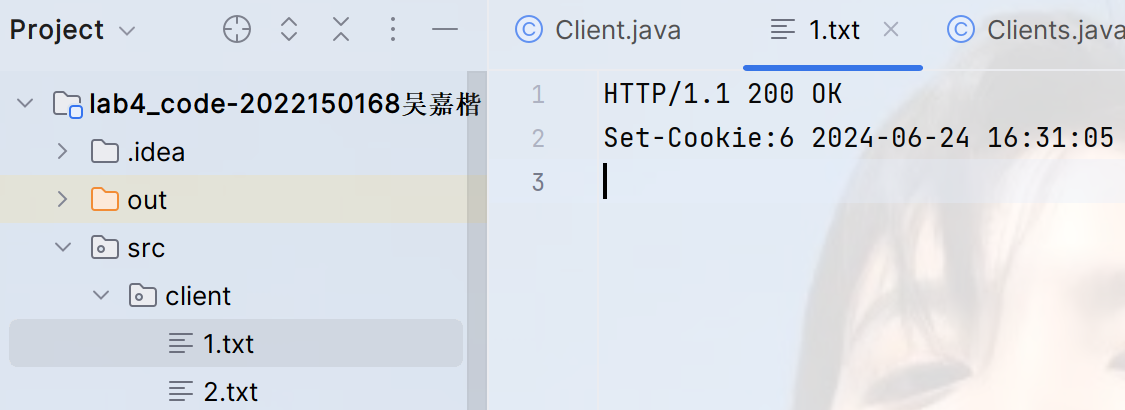 Project
Client.java
1.txt
Clients.java
lab4_code-2022150168吴嘉楷
.idea
out
src
client
1.txt
2.txt
1 HTTP/1.1 200 OK
2 Set-Cookie:6 2024-06-24 16:31:05
3